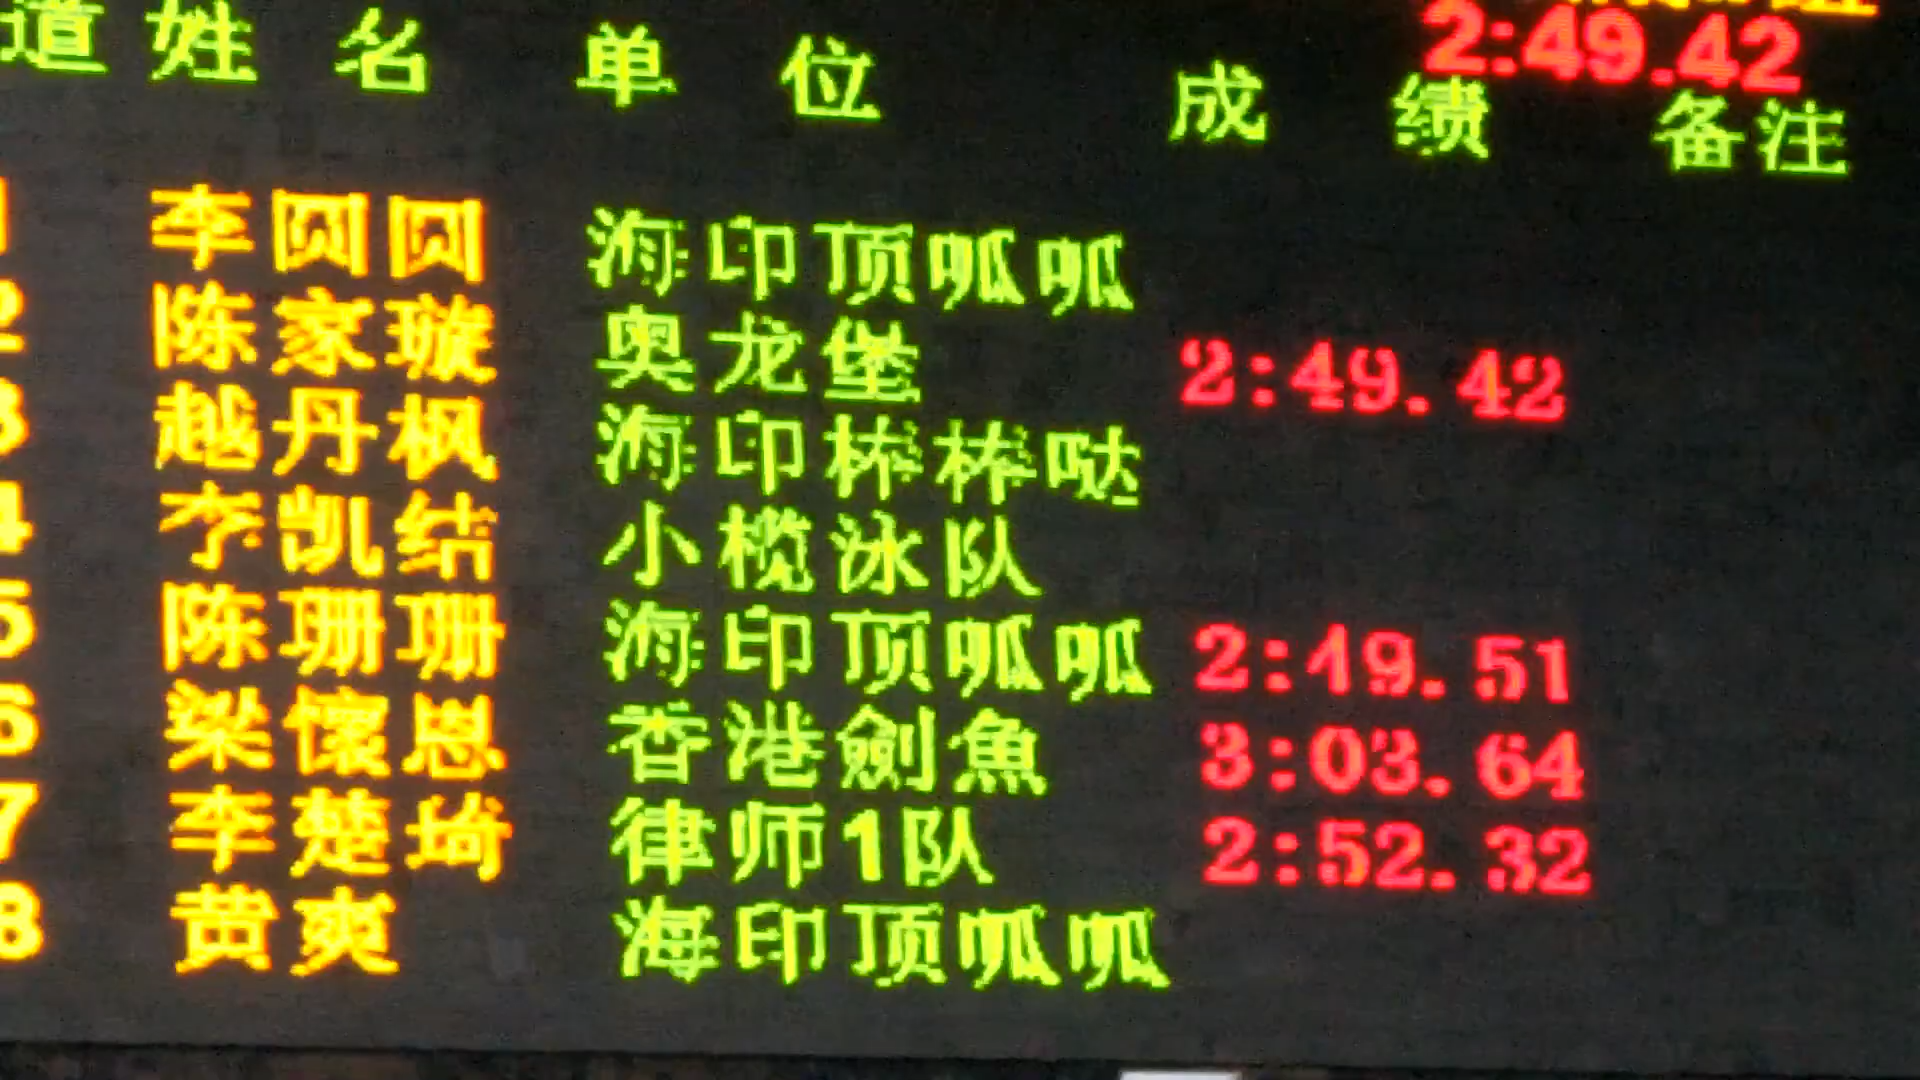 2:49.42
道 姓 名 单 位 成 绩 备注
1 李圆圆 海印顶呱呱
2 陈家璇 奥龙堡 2:49.42
3 越丹枫 海印棒棒哒
4 李凯结 小榄泳队
5 陈珊珊 海印顶呱呱 2:49.51
6 梁懷恩 香港劍魚 3:03.64
7 李楚埼 律师1队 2:52.32
8 黄爽 海印顶呱呱